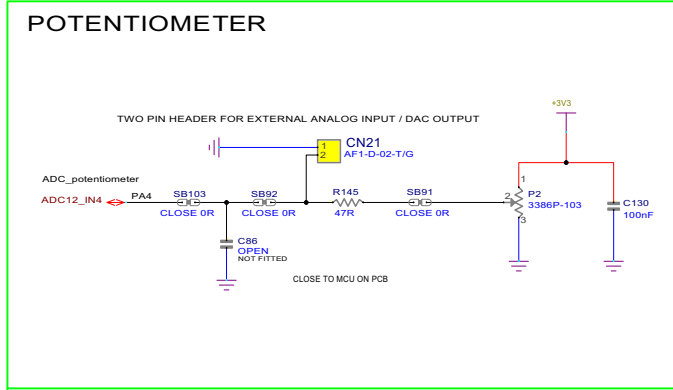 POTENTIOMETER
+3V3
TWO PIN HEADER FOR EXTERNAL ANALOG INPUT / DAC OUTPUT
1
2
CN21
AF1-D-02-T/G
ADC_potentiometer
ADC12_IN4
PA4
SB103
CLOSE 0R
SB92
CLOSE 0R
R145
47R
SB91
CLOSE 0R
1
2
3
P2
3386P-103
C130
100nF
C86
OPEN
NOT FITTED
CLOSE TO MCU ON PCB